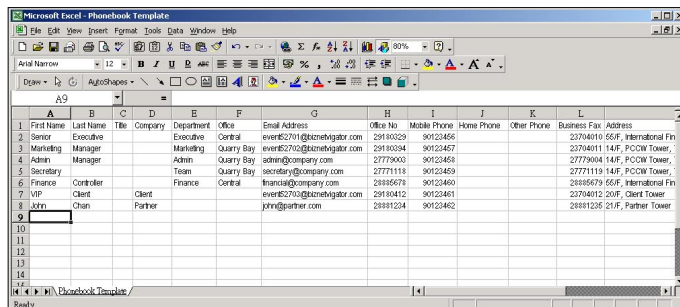 Microsoft Excel - Phonebook Template
File Edit View Insert Format Tools Data Window Help
80%
Arial Narrow 12 B I U ABC $ % ,
Draw AutoShapes
A9 =
A B C D E F G H I J K L
1 First Name Last Name Title Company Department Office Email Address Office No Mobile Phone Home Phone Other Phone Business Fax Address
2 Senior Executive Executive Central event52701@biznetvigator.com 29180329 90123456 23704010 55/F, International Fin
3 Marketing Manager Marketing Quarry Bay event52702@biznetvigator.com 29180394 90123457 23704011 14/F, PCCW Tower,
4 Admin Manager Admin Quarry Bay admin@company.com 27779003 90123458 27779004 14/F, PCCW Tower,
5 Secretary Team Quarry Bay secretary@company.com 27771118 90123459 27771119 14/F, PCCW Tower,
6 Finance Controller Finance Central financial@company.com 28885678 90123460 28885679 55/F, International Fin
7 VIP Client Client event52703@biznetvigator.com 29180412 90123461 23704012 20/F, Client Tower
8 John Chan Partner john@partner.com 28881234 90123462 28881235 21/F, Partner Tower
9
10
11
12
13
14
Phonebook Template
Ready